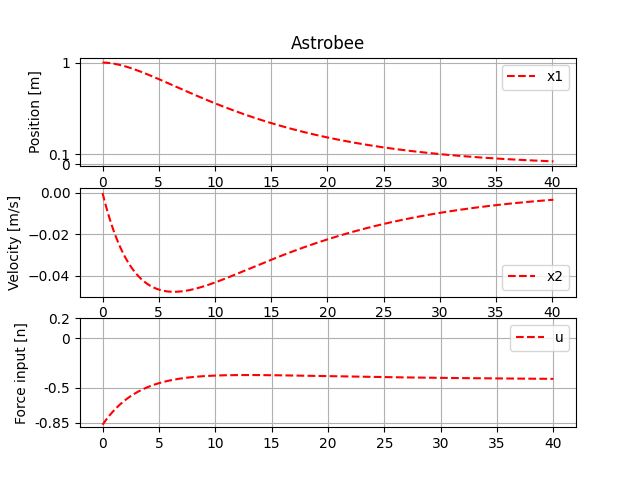 Astrobee
Position [m]
1
0.1
0
x1
0 5 10 15 20 25 30 35 40
Velocity [m/s]
0.00
−0.02
−0.04
x2
0 5 10 15 20 25 30 35 40
Force input [n]
0.2
0
-0.5
-0.85
u
0 5 10 15 20 25 30 35 40